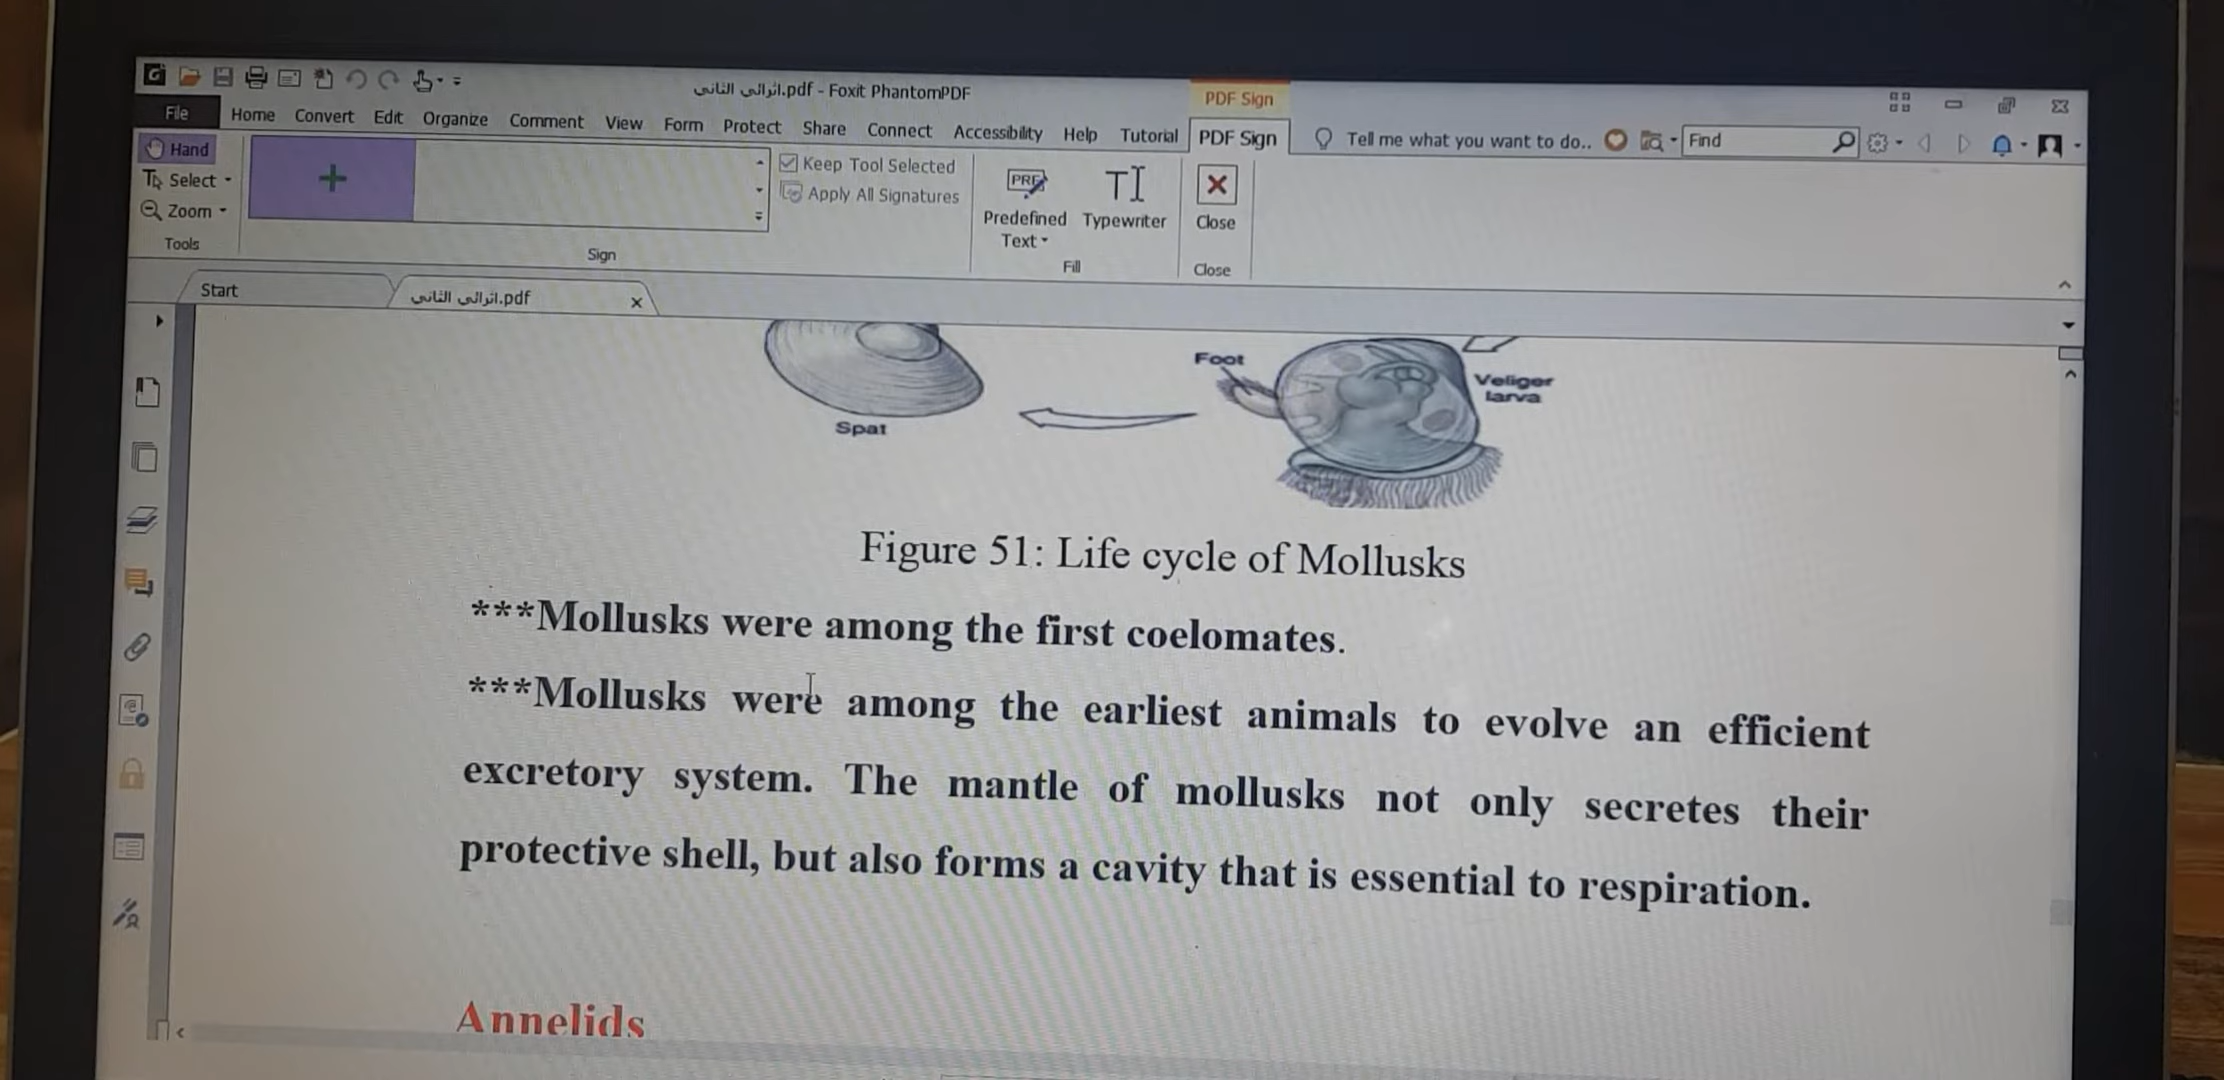 اثرائي الثاني.pdf - Foxit PhantomPDF
PDF Sign
File Home Convert Edit Organize Comment View Form Protect Share Connect Accessibility Help Tutorial PDF Sign Tell me what you want to do.. Find
Hand
Select
Zoom
Tools
Keep Tool Selected
Apply All Signatures
Sign
PRE
Predefined Text
TI
Typewriter
Fill
Close
Close
Start
اثرائي الثاني.pdf
Foot
Veliger
larva
Spat
Figure 51: Life cycle of Mollusks
***Mollusks were among the first coelomates.
***Mollusks were among the earliest animals to evolve an efficient
excretory system. The mantle of mollusks not only secretes their
protective shell, but also forms a cavity that is essential to respiration.
Annelids